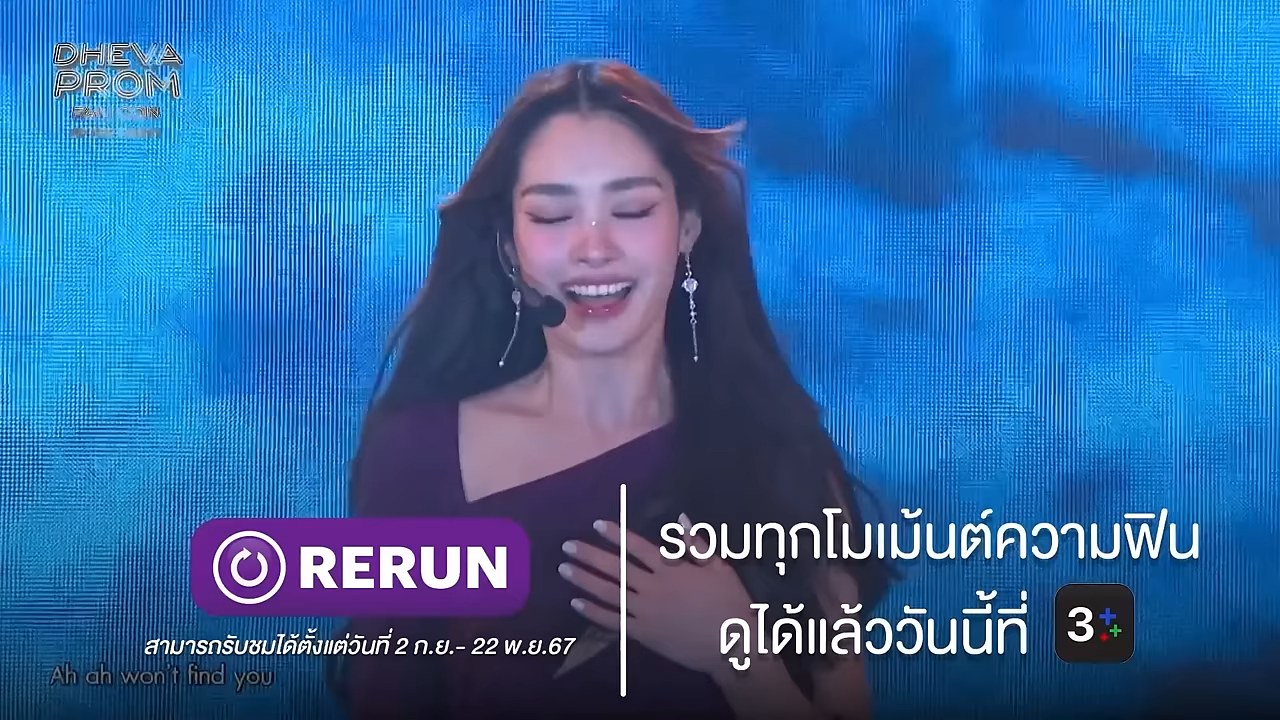 DHEVA
PROM
RERUN
สามารถรับชมได้ตั้งแต่วันที่ 2 ก.ย.- 22 พ.ย.67
รวมทุกโมเม้นต์ความฟิน
ดูได้แล้ววันนี้ที่ 3+
Ah ah won't find you